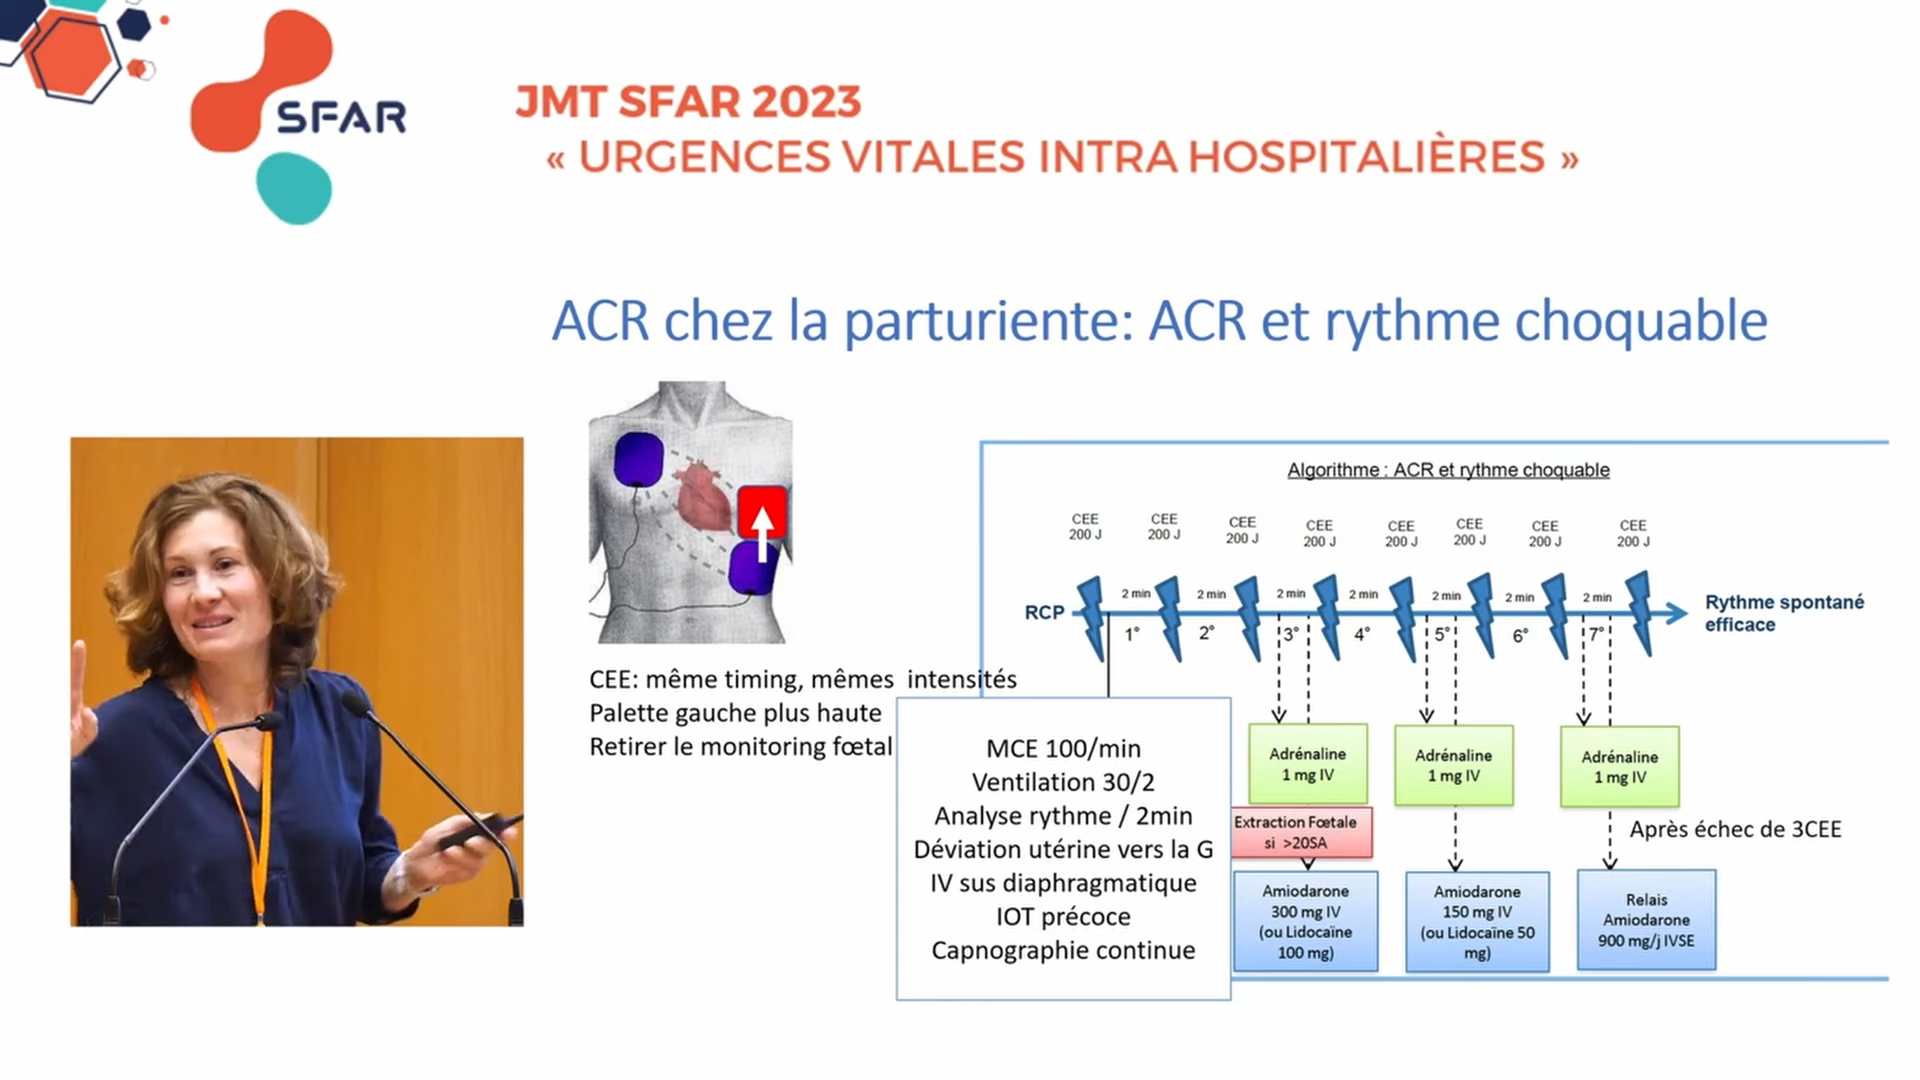 SFAR
JMT SFAR 2023
« URGENCES VITALES INTRA HOSPITALIÈRES »
ACR chez la parturiente: ACR et rythme choquable
CEE: même timing, mêmes intensités
Palette gauche plus haute
Retirer le monitoring fœtal
MCE 100/min
Ventilation 30/2
Analyse rythme / 2min
Déviation utérine vers la G
IV sus diaphragmatique
IOT précoce
Capnographie continue
Algorithme : ACR et rythme choquable
CEE
200 J
CEE
200 J
CEE
200 J
CEE
200 J
CEE
200 J
CEE
200 J
CEE
200 J
CEE
200 J
RCP
2 min
2 min
2 min
2 min
2 min
2 min
2 min
1°
2°
3°
4°
5°
6°
7°
Rythme spontané
efficace
Adrénaline
1 mg IV
Adrénaline
1 mg IV
Adrénaline
1 mg IV
Extraction Fœtale
si >20SA
Après échec de 3CEE
Amiodarone
300 mg IV
(ou Lidocaïne
100 mg)
Amiodarone
150 mg IV
(ou Lidocaïne 50
mg)
Relais
Amiodarone
900 mg/j IVSE